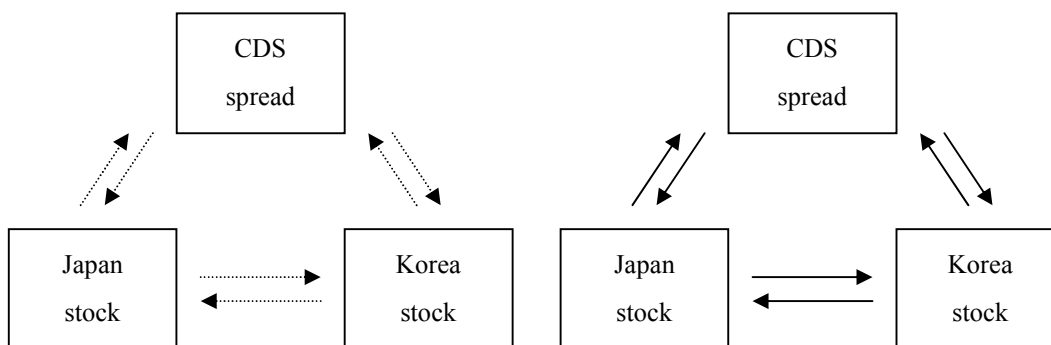 CDS
spread
Japan
stock
Korea
stock
CDS
spread
Japan
stock
Korea
stock